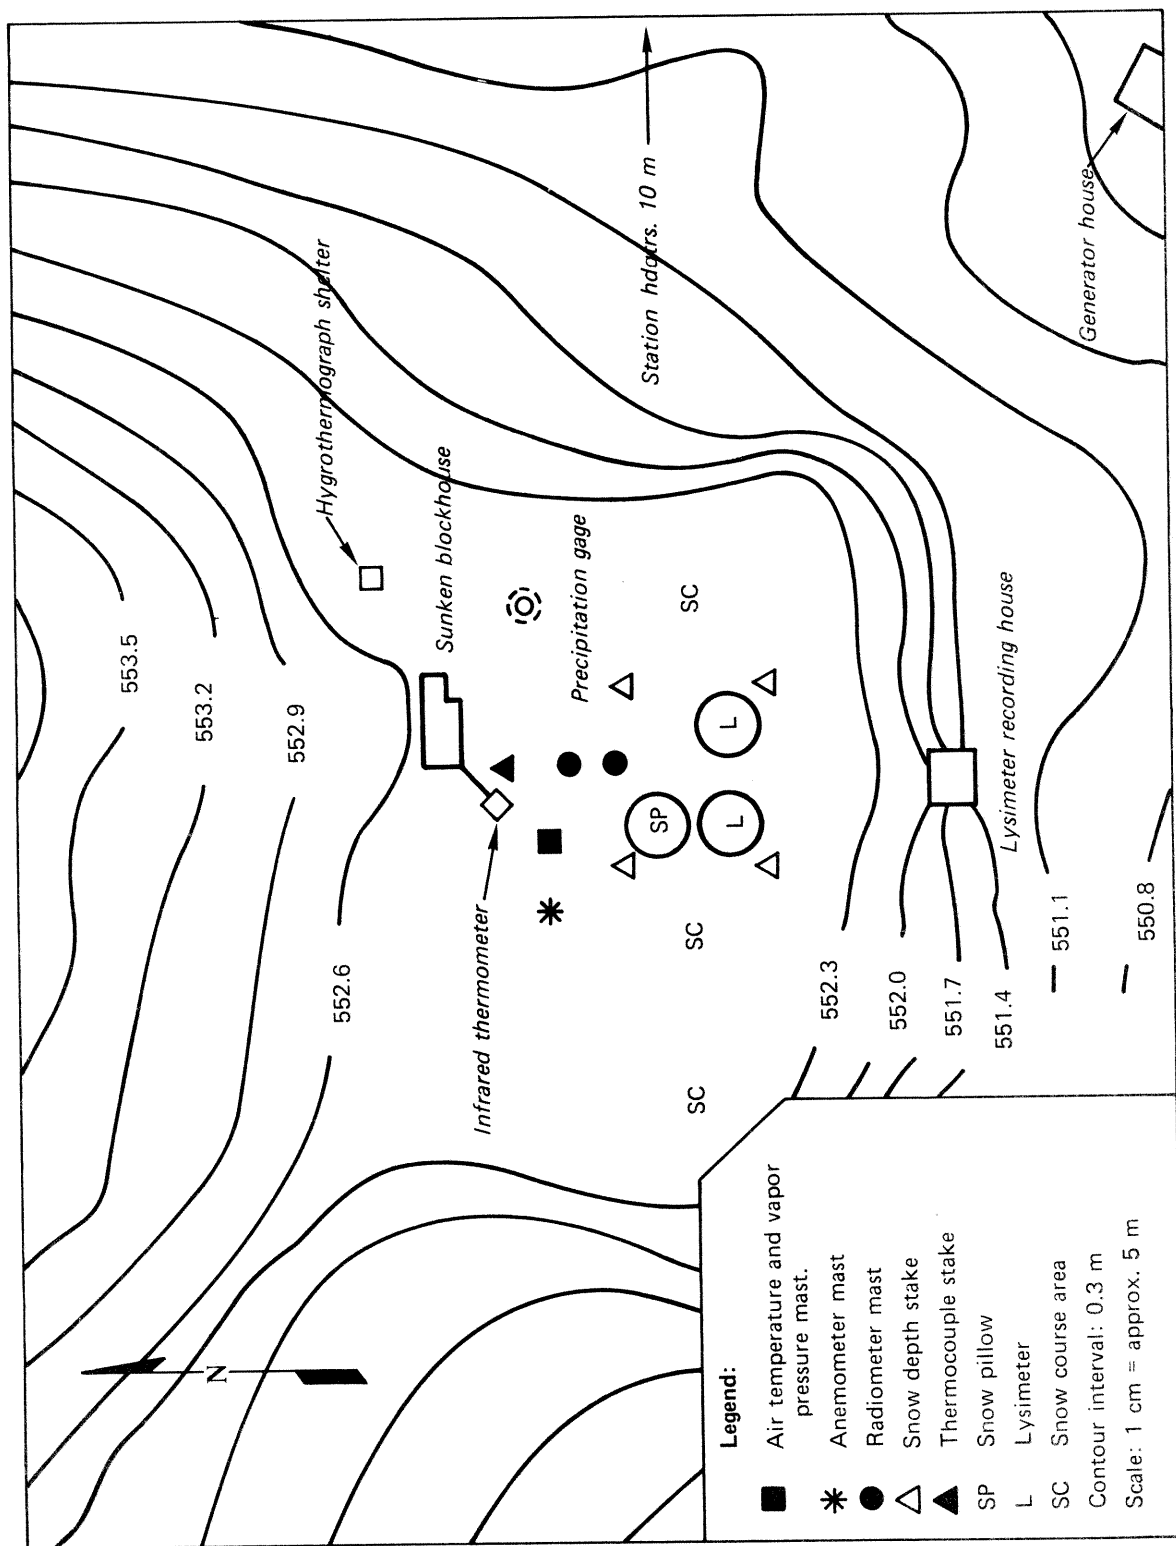 553.5
553.2
552.9
552.6
552.3
552.0
551.7
551.4
551.1
550.8
Hygrothermograph shelter
Sunken blockhouse
Precipitation gage
Station hdqtrs. 10 m
Generator house
Infrared thermometer
Lysimeter recording house
SP
L
L
SC
SC
SC
N
Legend:
Air temperature and vapor
pressure mast.
Anemometer mast
Radiometer mast
Snow depth stake
Thermocouple stake
SP Snow pillow
L Lysimeter
SC Snow course area
Contour interval: 0.3 m
Scale: 1 cm = approx. 5 m